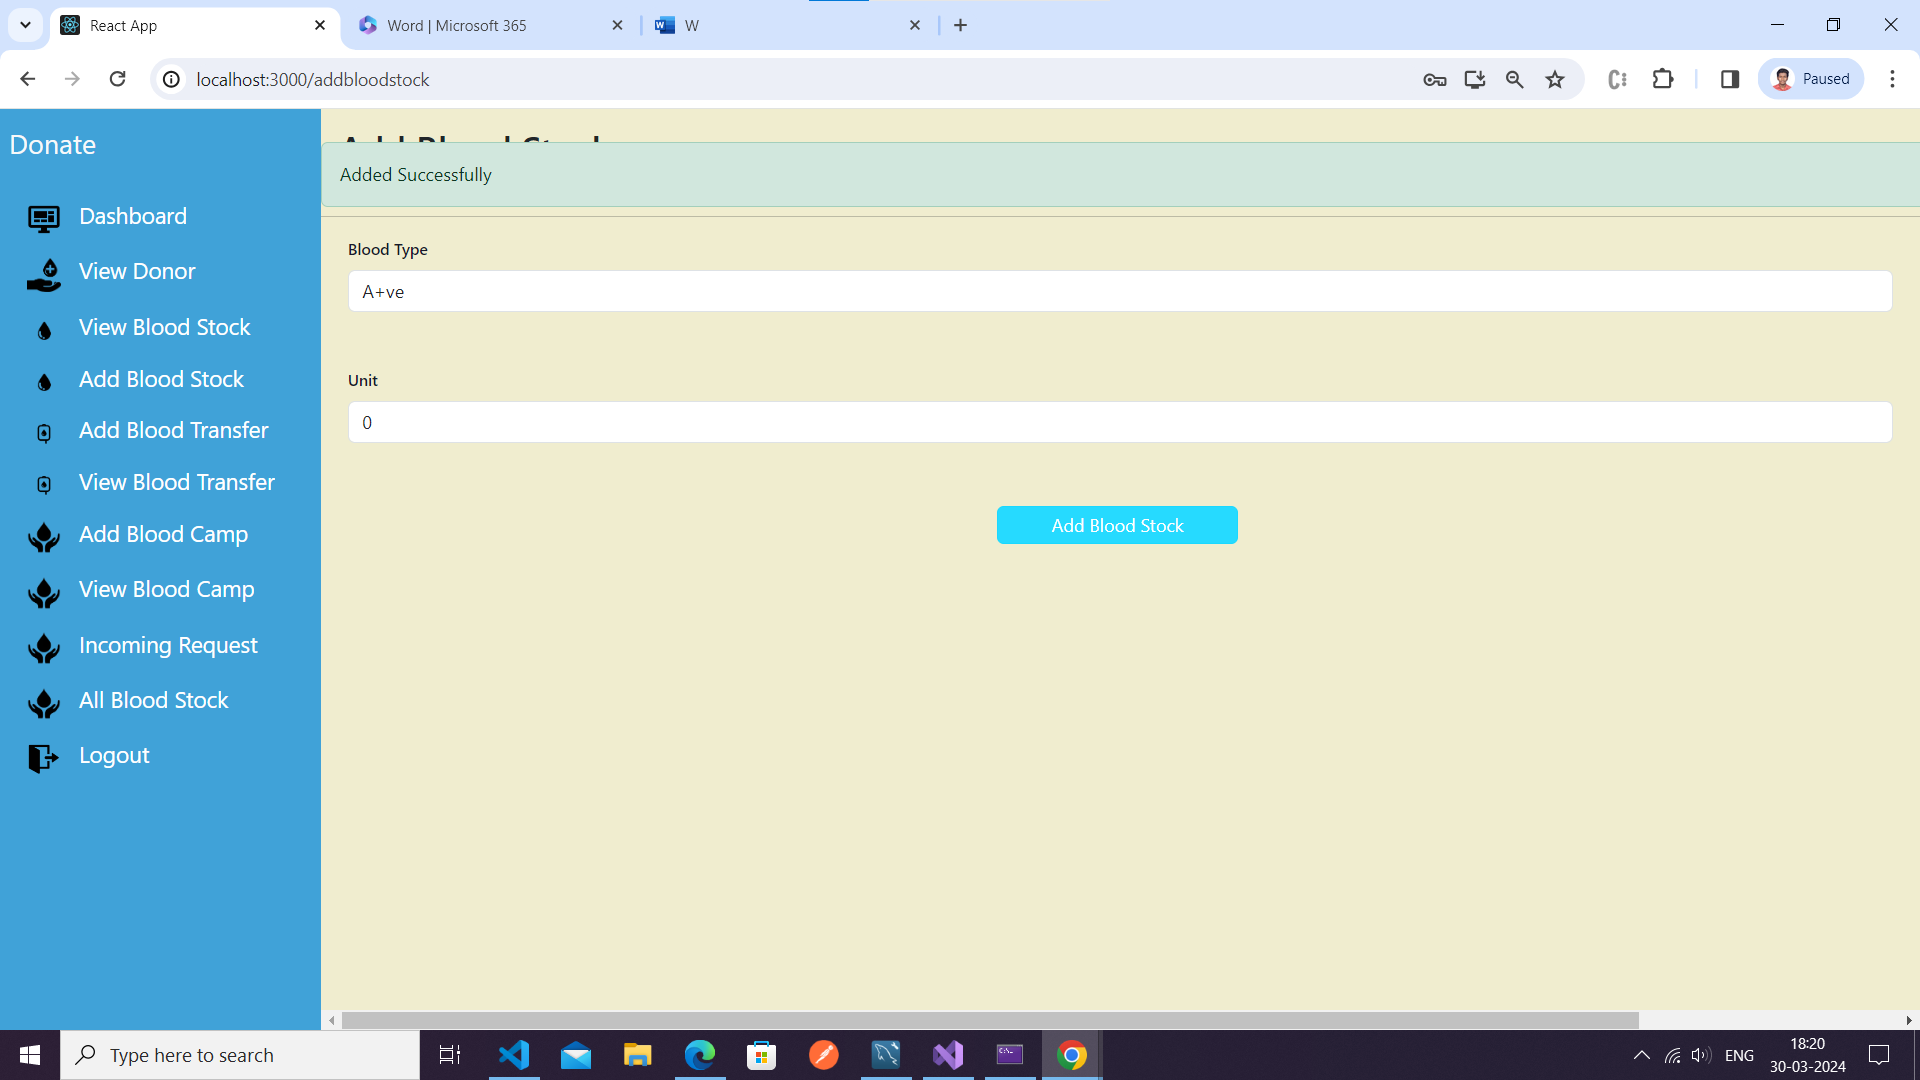 React App
Word | Microsoft 365
W
localhost:3000/addbloodstock
Paused
Donate
Dashboard
View Donor
View Blood Stock
Add Blood Stock
Add Blood Transfer
View Blood Transfer
Add Blood Camp
View Blood Camp
Incoming Request
All Blood Stock
Logout
Add Blood Stock
Added Successfully
Blood Type
A+ve
Unit
0
Add Blood Stock
Type here to search
ENG
18:20
30-03-2024